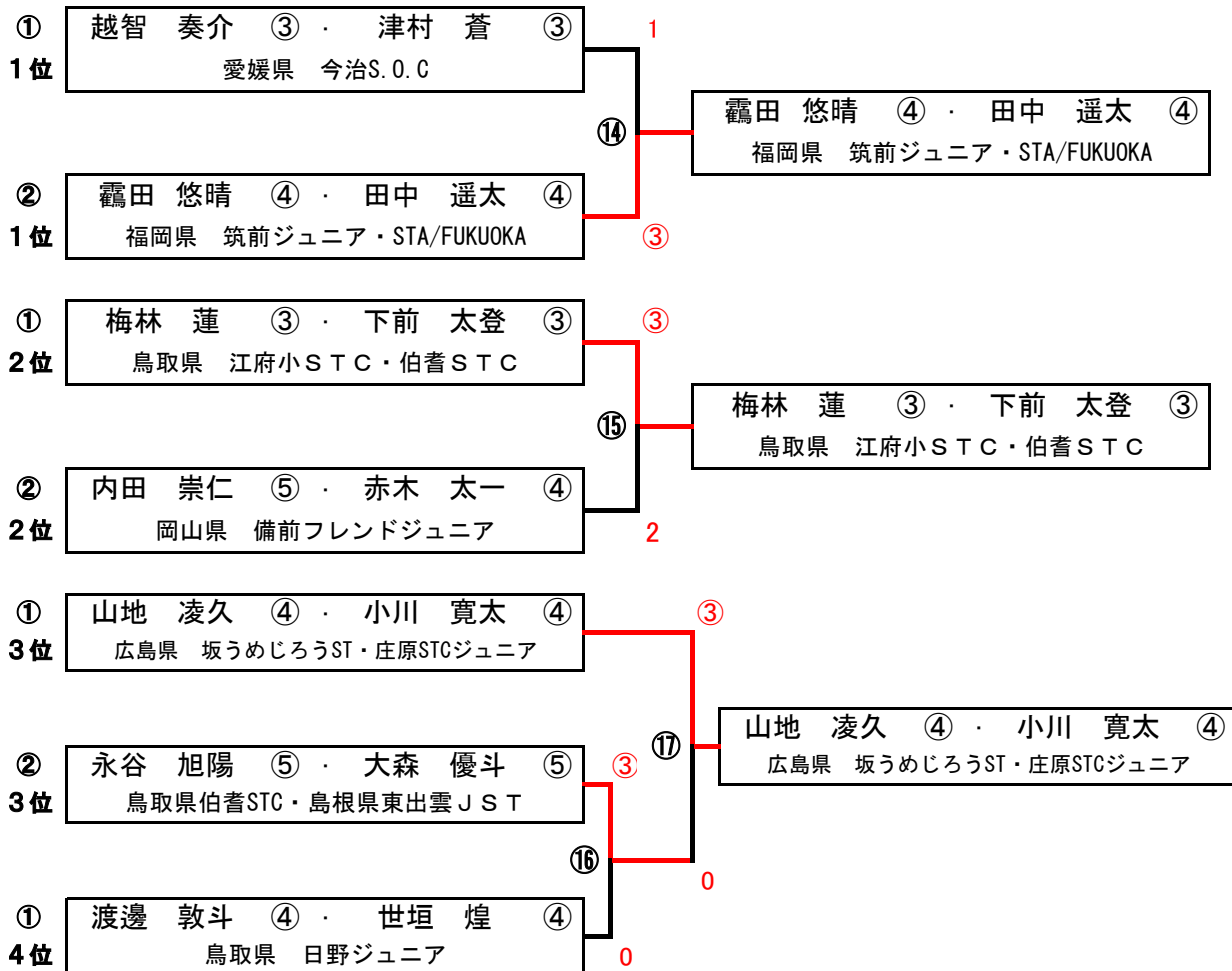 ① 越智 奏介 ③ ・ 津村 蒼 ③ 1
1位 愛媛県 今治S.O.C
⑭
靍田 悠晴 ④ ・ 田中 遥太 ④
福岡県 筑前ジュニア・STA/FUKUOKA
② 靍田 悠晴 ④ ・ 田中 遥太 ④
1位 福岡県 筑前ジュニア・STA/FUKUOKA ③
① 梅林 蓮 ③ ・ 下前 太登 ③ ③
2位 鳥取県 江府小ＳＴＣ・伯耆ＳＴＣ
⑮
梅林 蓮 ③ ・ 下前 太登 ③
鳥取県 江府小ＳＴＣ・伯耆ＳＴＣ
② 内田 崇仁 ⑤ ・ 赤木 太一 ④
2位 岡山県 備前フレンドジュニア 2
① 山地 凌久 ④ ・ 小川 寛太 ④ ③
3位 広島県 坂うめじろうST・庄原STCジュニア
⑰
山地 凌久 ④ ・ 小川 寛太 ④
広島県 坂うめじろうST・庄原STCジュニア
② 永谷 旭陽 ⑤ ・ 大森 優斗 ⑤ ③
3位 鳥取県伯耆STC・島根県東出雲ＪＳＴ
⑯
0
① 渡邊 敦斗 ④ ・ 世垣 煌 ④
4位 鳥取県 日野ジュニア 0